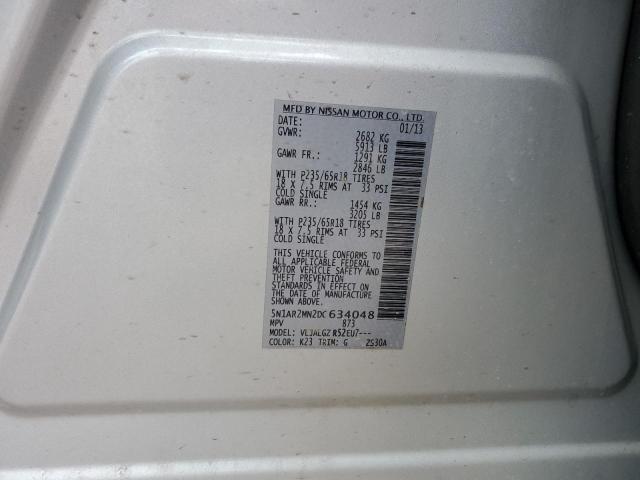 MFD BY NISSAN MOTOR CO., LTD.
DATE: 01/13
GVWR: 2682 KG
5913 LB
GAWR FR.: 1291 KG
2846 LB
WITH P235/65R18 TIRES
18 X 7.5 RIMS AT 33 PSI
COLD SINGLE
GAWR RR.: 1454 KG
3205 LB
WITH P235/65R18 TIRES
18 X 7.5 RIMS AT 33 PSI
COLD SINGLE
THIS VEHICLE CONFORMS TO
ALL APPLICABLE FEDERAL
MOTOR VEHICLE SAFETY AND
THEFT PREVENTION
STANDARDS IN EFFECT ON
THE DATE OF MANUFACTURE
SHOWN ABOVE.
5N1AR2MN2DC634048
MPV 873
MODEL: R52EU7---
COLOR: K23 TRIM: G